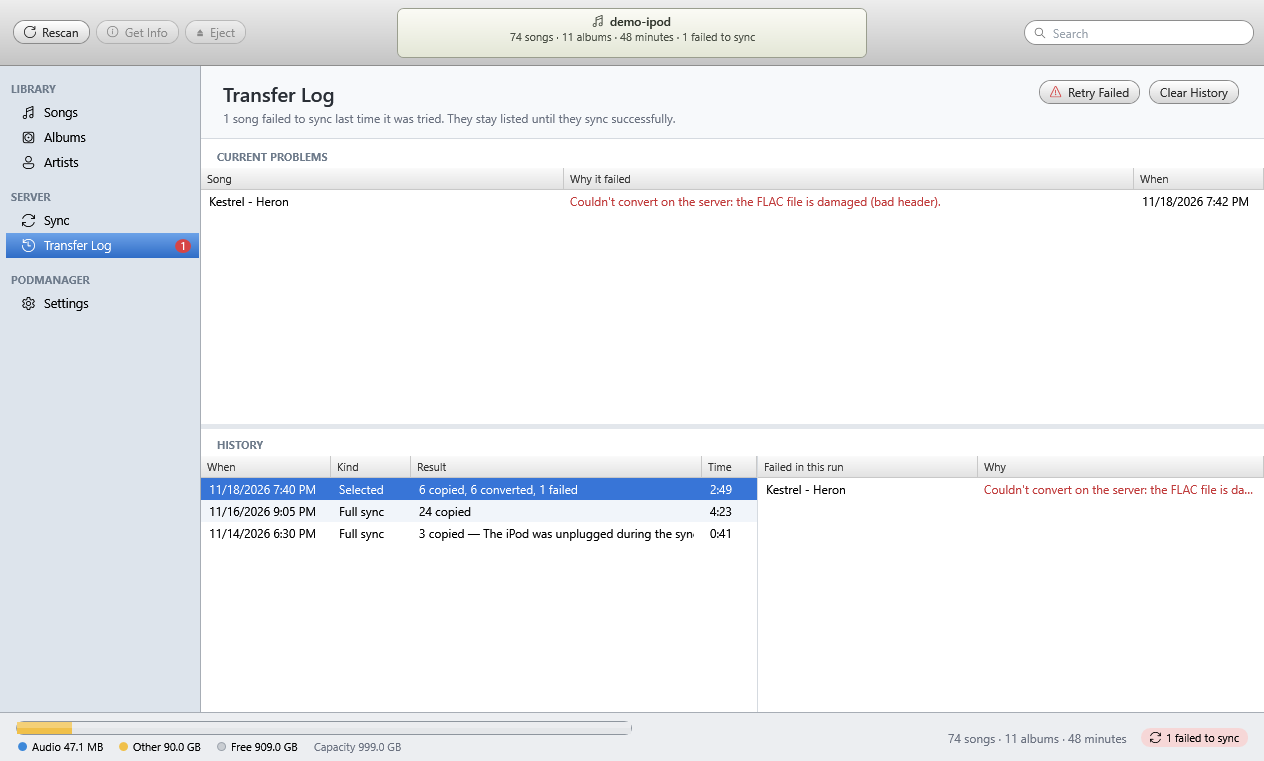 Rescan
Get Info
Eject
demo-ipod
74 songs · 11 albums · 48 minutes · 1 failed to sync
Search
LIBRARY
Songs
Albums
Artists
SERVER
Sync
Transfer Log 1
PODMANAGER
Settings
Transfer Log
1 song failed to sync last time it was tried. They stay listed until they sync successfully.
Retry Failed
Clear History
CURRENT PROBLEMS
Song Why it failed When
Kestrel - Heron Couldn't convert on the server: the FLAC file is damaged (bad header). 11/18/2026 7:42 PM
HISTORY
When Kind Result Time
11/18/2026 7:40 PM Selected 6 copied, 6 converted, 1 failed 2:49
11/16/2026 9:05 PM Full sync 24 copied 4:23
11/14/2026 6:30 PM Full sync 3 copied — The iPod was unplugged during the syn 0:41
Failed in this run Why
Kestrel - Heron Couldn't convert on the server: the FLAC file is da...
Audio 47.1 MB Other 90.0 GB Free 909.0 GB Capacity 999.0 GB
74 songs · 11 albums · 48 minutes
1 failed to sync